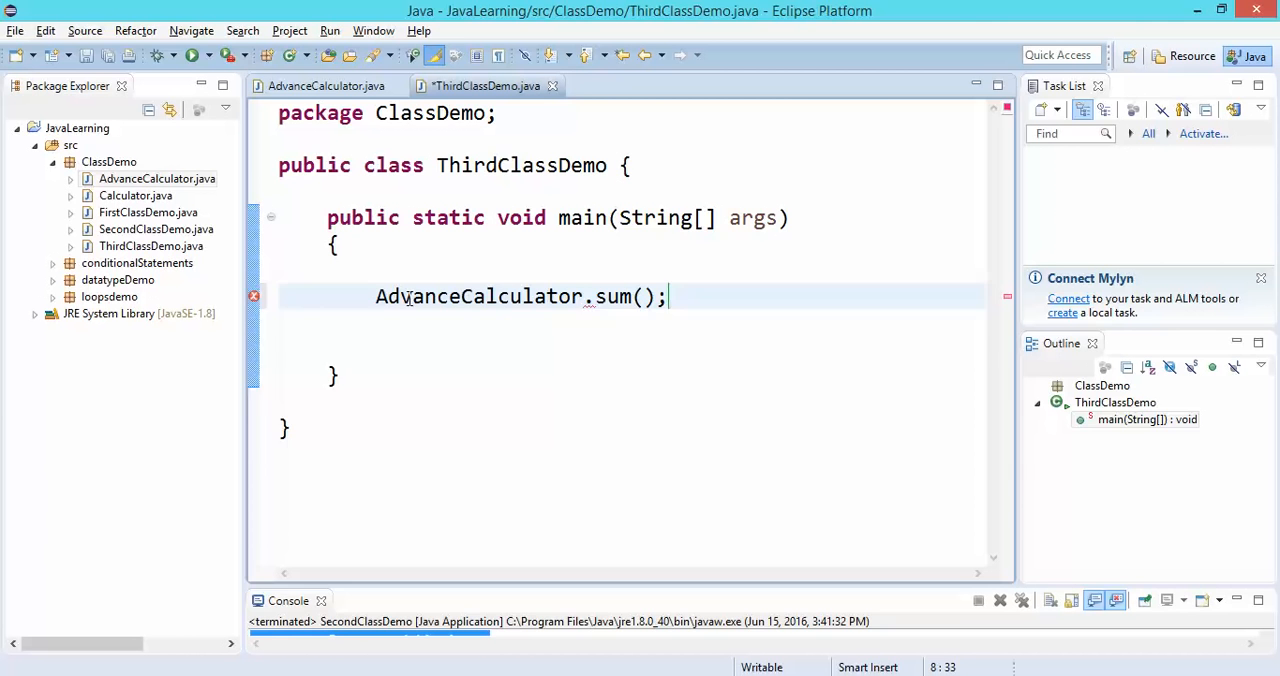 Java - JavaLearning/src/ClassDemo/ThirdClassDemo.java - Eclipse Platform
File Edit Source Refactor Navigate Search Project Run Window Help
Quick Access
Resource
Java
Package Explorer
JavaLearning
src
ClassDemo
AdvanceCalculator.java
Calculator.java
FirstClassDemo.java
SecondClassDemo.java
ThirdClassDemo.java
conditionalStatements
datatypeDemo
loopsdemo
JRE System Library [JavaSE-1.8]
AdvanceCalculator.java
*ThirdClassDemo.java
package ClassDemo;
public class ThirdClassDemo {
public static void main(String[] args)
{
AdvanceCalculator.sum();
}
}
Task List
Find
All
Activate...
Connect Mylyn
Connect to your task and ALM tools or
create a local task.
Outline
ClassDemo
ThirdClassDemo
main(String[]) : void
Console
<terminated> SecondClassDemo [Java Application] C:\Program Files\Java\jre1.8.0_40\bin\javaw.exe (Jun 15, 2016, 3:41:32 PM)
Writable
Smart Insert
8 : 33